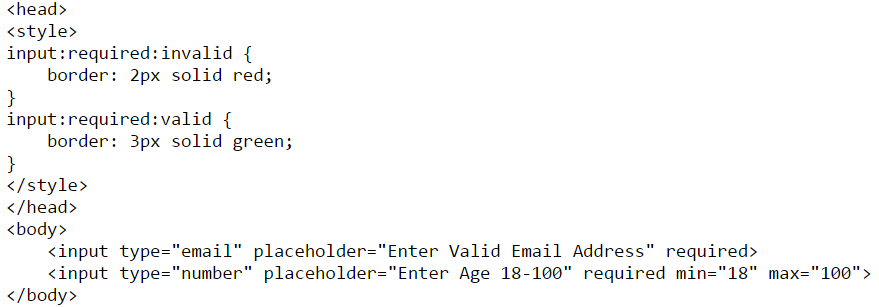 <head>
<style>
input:required:invalid {
    border: 2px solid red;
}
input:required:valid {
    border: 3px solid green;
}
</style>
</head>
<body>
    <input type="email" placeholder="Enter Valid Email Address" required>
    <input type="number" placeholder="Enter Age 18-100" required min="18" max="100">
</body>